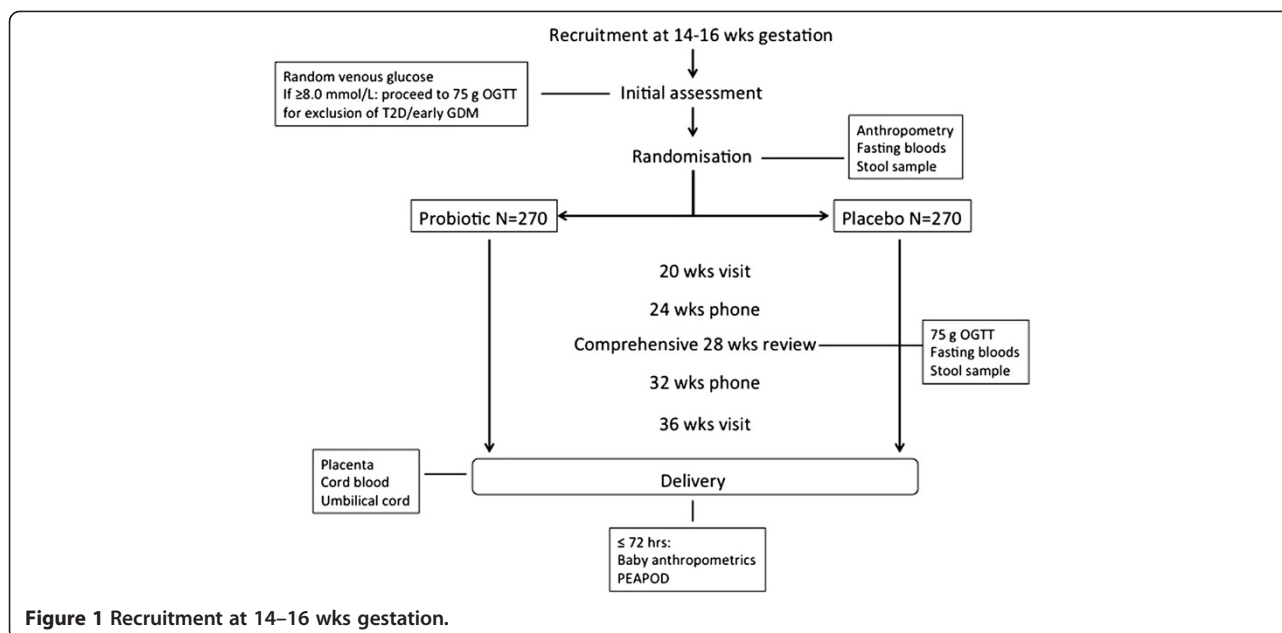 Recruitment at 14-16 wks gestation
Random venous glucose
If ≥8.0 mmol/L: proceed to 75 g OGTT
for exclusion of T2D/early GDM
Initial assessment
Randomisation
Anthropometry
Fasting bloods
Stool sample
Probiotic N=270
Placebo N=270
20 wks visit
24 wks phone
Comprehensive 28 wks review
75 g OGTT
Fasting bloods
Stool sample
32 wks phone
36 wks visit
Placenta
Cord blood
Umbilical cord
Delivery
≤ 72 hrs:
Baby anthropometrics
PEAPOD
Figure 1 Recruitment at 14–16 wks gestation.